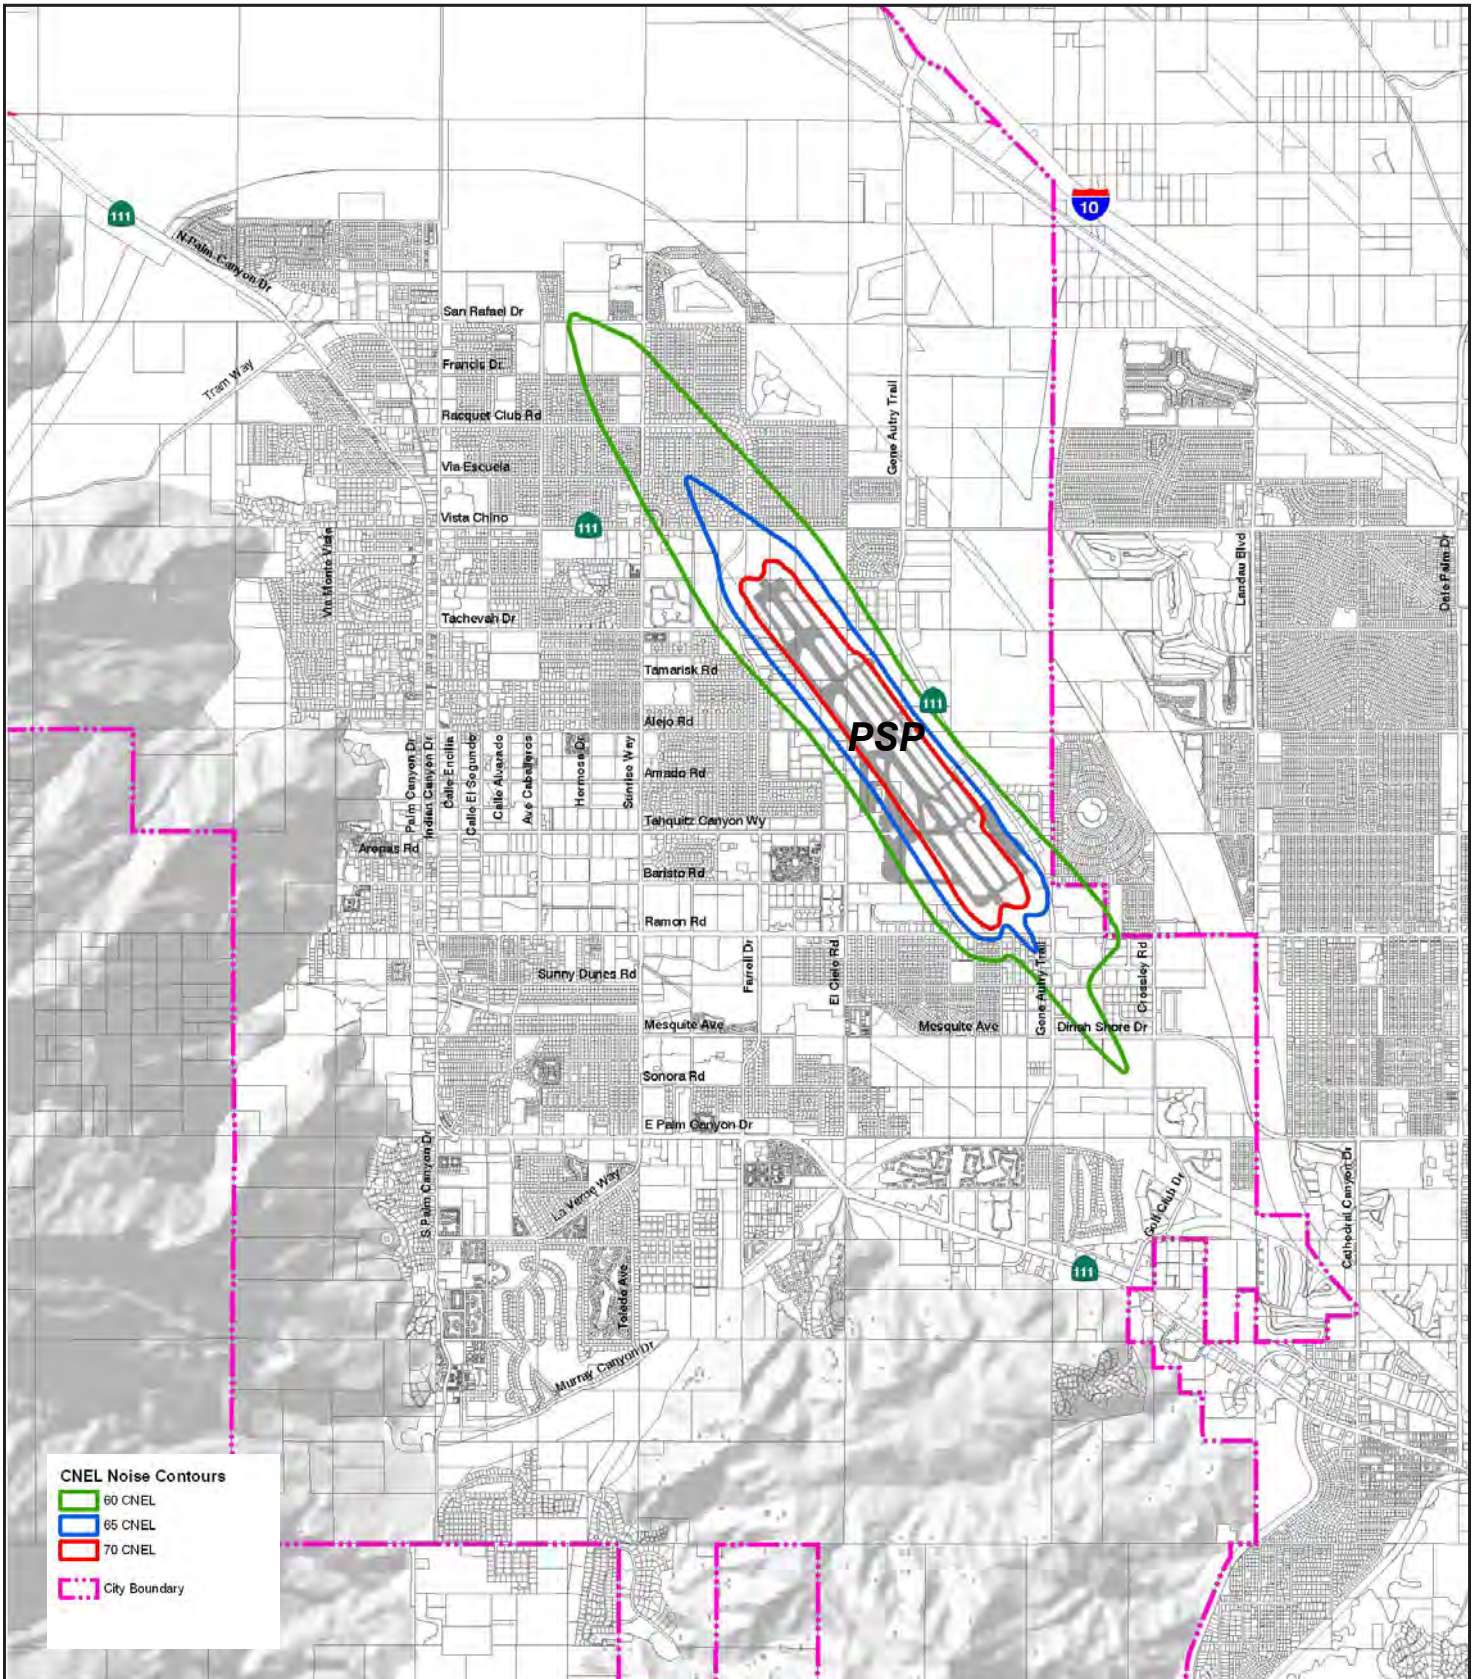 10
111
N Palm Canyon Dr
San Rafael Dr
Francis Dr.
Tram Way
Racquet Club Rd
Gene Autry Trail
Via Escuela
Vista Chino
111
Via Monte Vista
Landau Blvd
Date Palm Dr
Tachevah Dr
Tamarisk Rd
111
Alejo Rd
PSP
Palm Canyon Dr
Indian Canyon Dr
Calle Encilia
Calle El Segundo
Calle Alvarado
Ave Caballeros
Hermosa Dr
Sunrise Way
Amado Rd
Tahquitz Canyon Wy
Arenas Rd
Baristo Rd
Ramon Rd
Sunny Dunes Rd
Farrell Dr
El Cielo Rd
Gene Autry Trail
Crossley Rd
Mesquite Ave
Mesquite Ave
Dinah Shore Dr
Sonora Rd
E Palm Canyon Dr
S Palm Canyon Dr
La Verne Way
Golf Club Dr
Cathedral Canyon Dr
111
Toledo Ave
Murray Canyon Dr
CNEL Noise Contours
60 CNEL
65 CNEL
70 CNEL
City Boundary